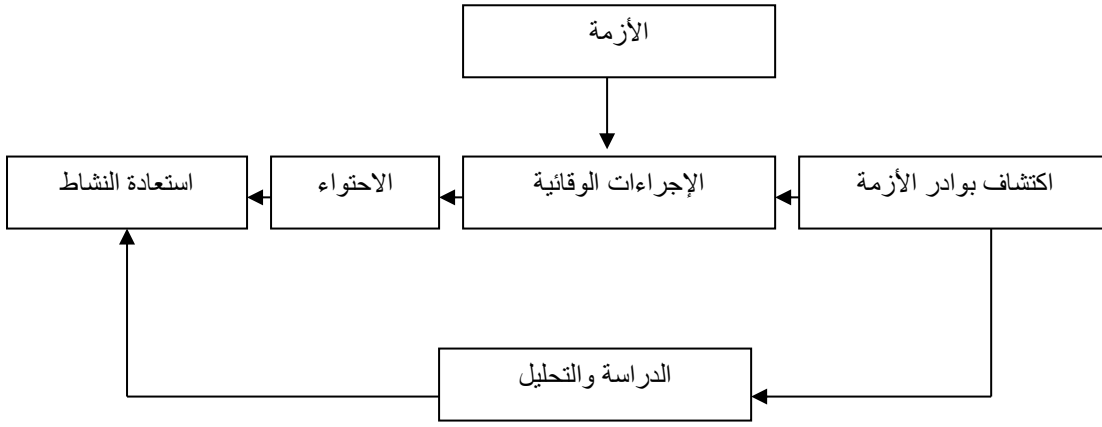 الأزمة
اكتشاف بوادر الأزمة
الإجراءات الوقائية
الاحتواء
استعادة النشاط
الدراسة والتحليل